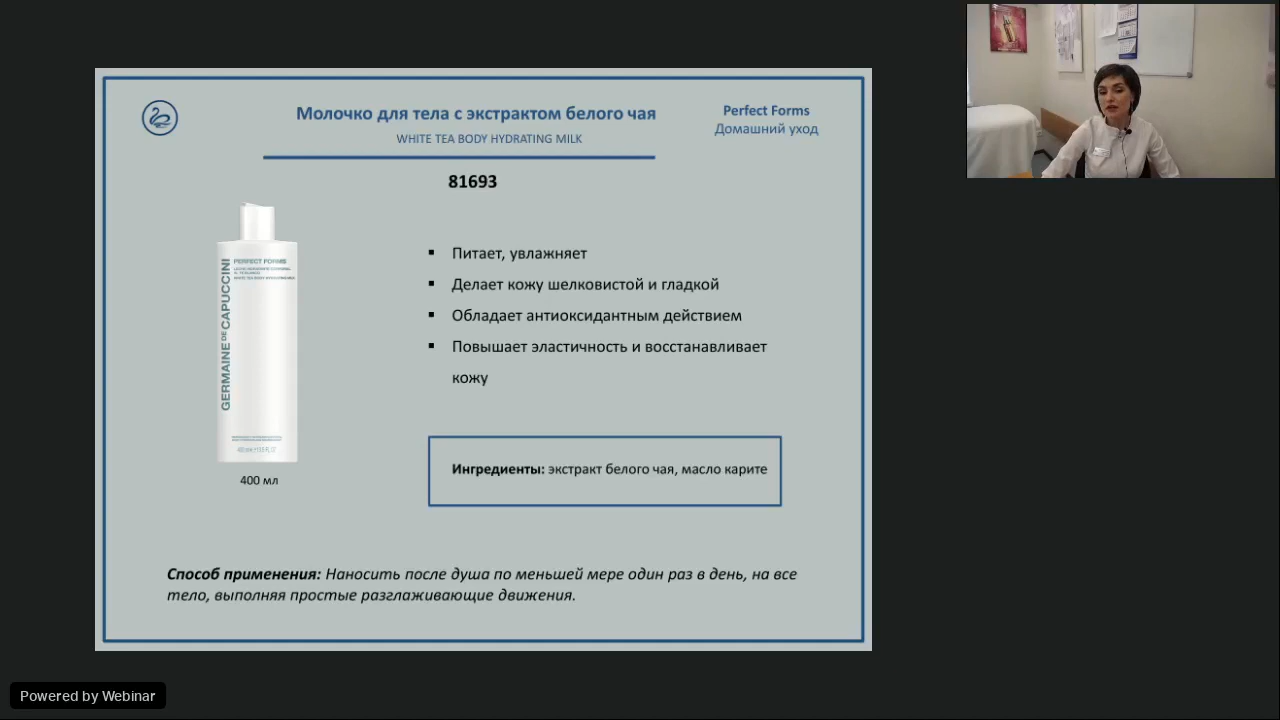 Молочко для тела с экстрактом белого чая
WHITE TEA BODY HYDRATING MILK
Perfect Forms
Домашний уход
81693
GERMAINE DE CAPUCCINI
PERFECT FORMS
400 мл
▪ Питает, увлажняет
▪ Делает кожу шелковистой и гладкой
▪ Обладает антиоксидантным действием
▪ Повышает эластичность и восстанавливает
кожу
Ингредиенты: экстракт белого чая, масло карите
Способ применения: Наносить после душа по меньшей мере один раз в день, на все
тело, выполняя простые разглаживающие движения.
Powered by Webinar